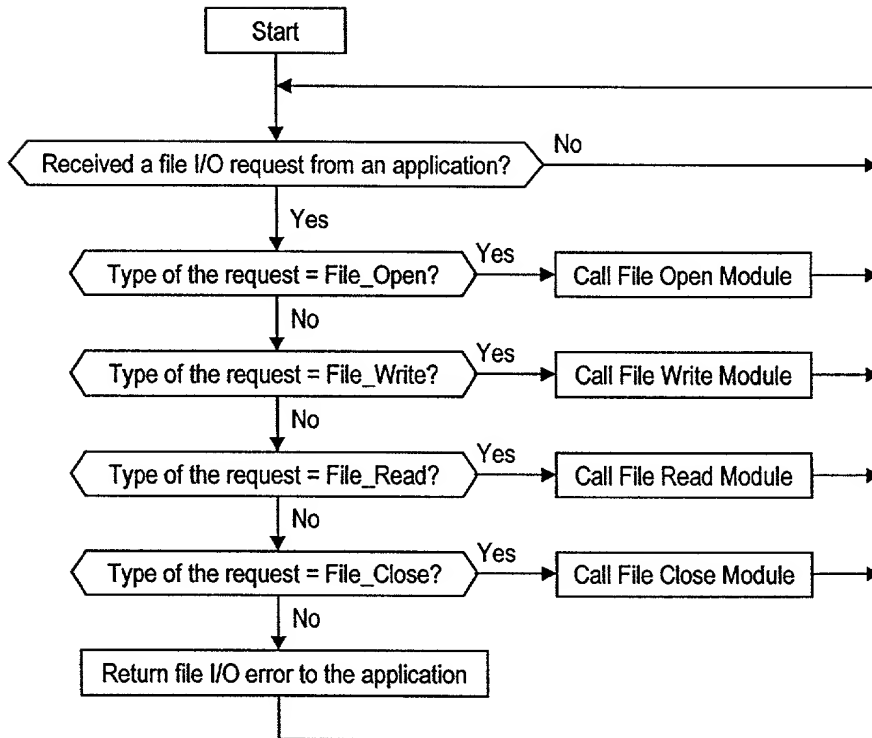 Start
Received a file I/O request from an application?
No
Yes
Type of the request = File_Open?
Yes
Call File Open Module
No
Type of the request = File_Write?
Yes
Call File Write Module
No
Type of the request = File_Read?
Yes
Call File Read Module
No
Type of the request = File_Close?
Yes
Call File Close Module
No
Return file I/O error to the application